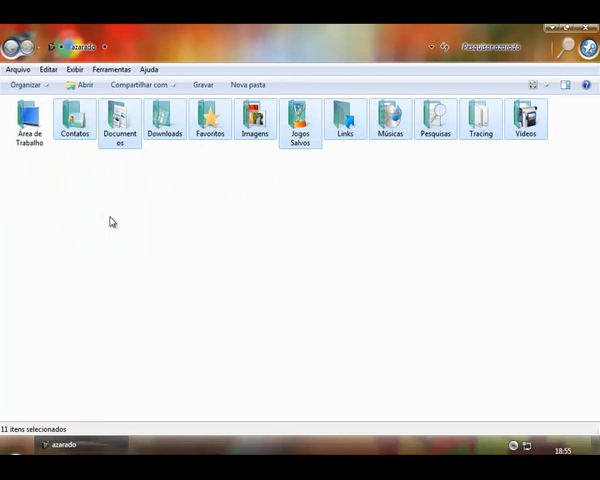 azarado
Pesquisar azarado
Arquivo Editar Exibir Ferramentas Ajuda
Organizar Abrir Compartilhar com Gravar Nova pasta
Área de Trabalho
Contatos
Document
os
Downloads
Favoritos
Imagens
Jogos
Salvos
Links
Músicas
Pesquisas
Tracing
Vídeos
11 itens selecionados
azarado
18:55